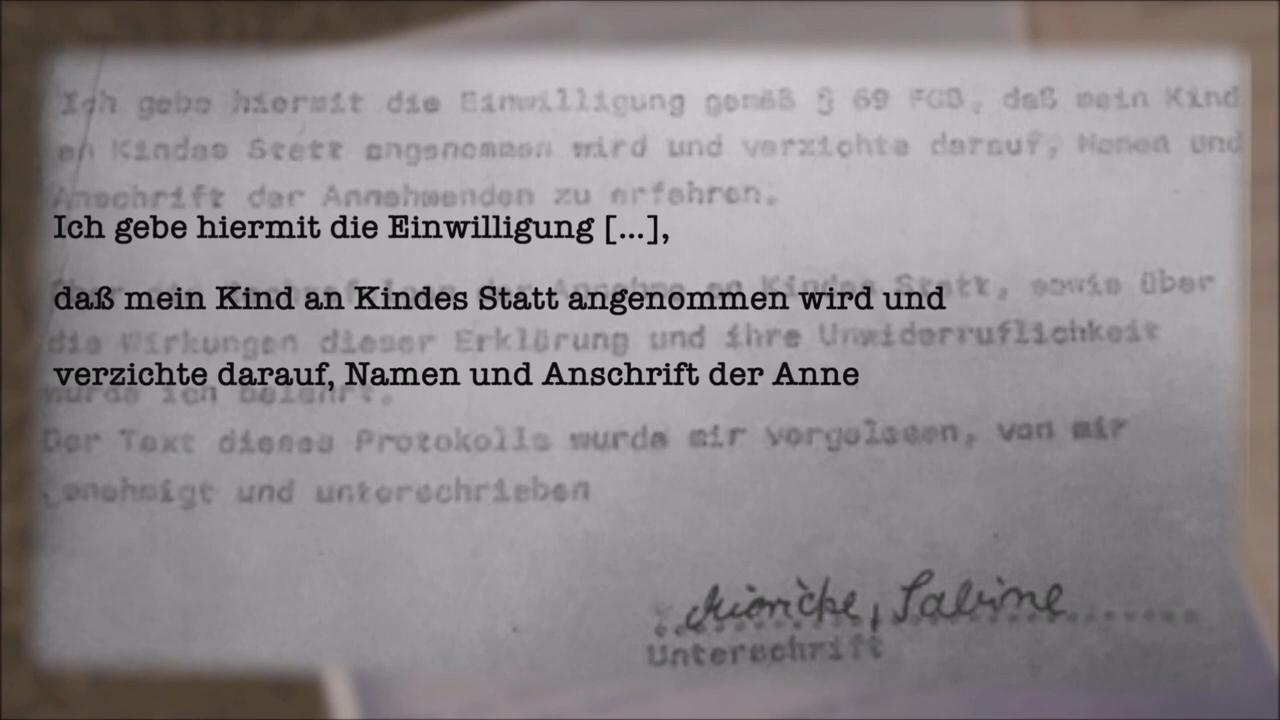 Ich gebe hiermit die Einwilligung gemäß § 69 FGB, daß mein Kind
an Kindes Statt angenommen wird und verzichte darauf, Namen und
Anschrift der Annehmenden zu erfahren.
Ich gebe hiermit die Einwilligung [...],
der Annahme an Kindes Statt, sowie über
daß mein Kind an Kindes Statt angenommen wird und
die Wirkungen dieser Erklärung und ihre Unwiderruflichkeit
verzichte darauf, Namen und Anschrift der Anne
wurde ich belehrt.
Der Text dieses Protokolls wurde mir vorgelesen, von mir
genehmigt und unterschrieben
Sabine
Unterschrift